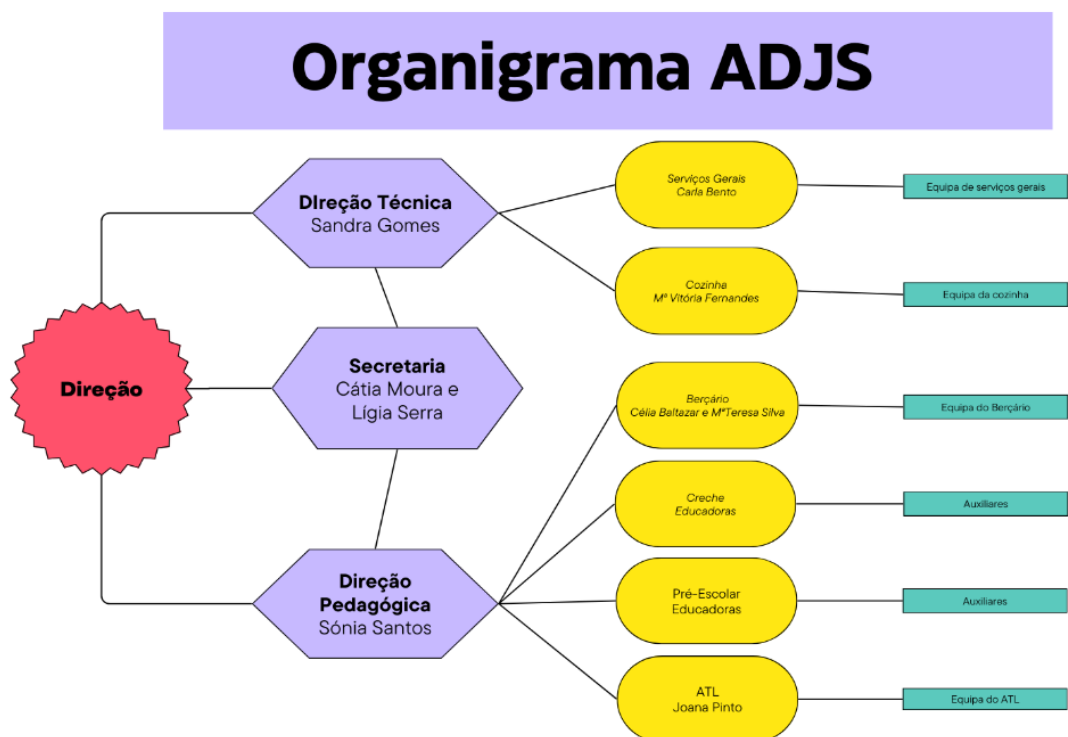 Organigrama ADJS
DIreção Técnica
Sandra Gomes
Serviços Gerais
Carla Bento
Equipa de serviços gerais
Cozinha
Mª Vitória Fernandes
Equipa da cozinha
Direção
Secretaria
Cátia Moura e
Lígia Serra
Berçário
Célia Baltazar e MªTeresa Silva
Equipa do Berçário
Creche
Educadoras
Auxiliares
Direção
Pedagógica
Sónia Santos
Pré-Escolar
Educadoras
Auxiliares
ATL
Joana Pinto
Equipa do ATL